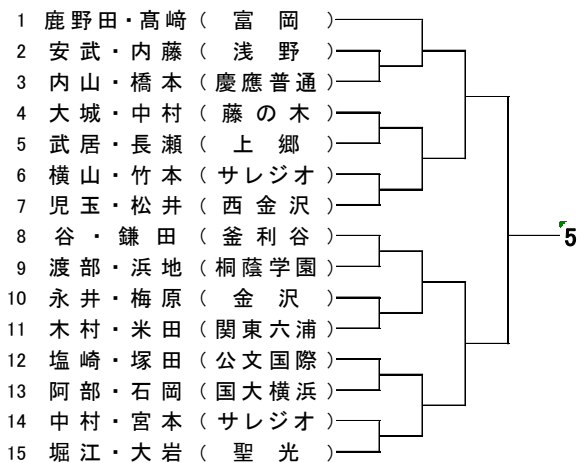 1 鹿野田・髙﨑 ( 富岡 )
2 安武・内藤 ( 浅野 )
3 内山・橋本 ( 慶應普通 )
4 大城・中村 ( 藤の木 )
5 武居・長瀬 ( 上郷 )
6 横山・竹本 ( サレジオ )
7 児玉・松井 ( 西金沢 )
8 谷・鎌田 ( 釜利谷 )
9 渡部・浜地 ( 桐蔭学園 )
10 永井・梅原 ( 金沢 )
11 木村・米田 ( 関東六浦 )
12 塩崎・塚田 ( 公文国際 )
13 阿部・石岡 ( 国大横浜 )
14 中村・宮本 ( サレジオ )
15 堀江・大岩 ( 聖光 )
5